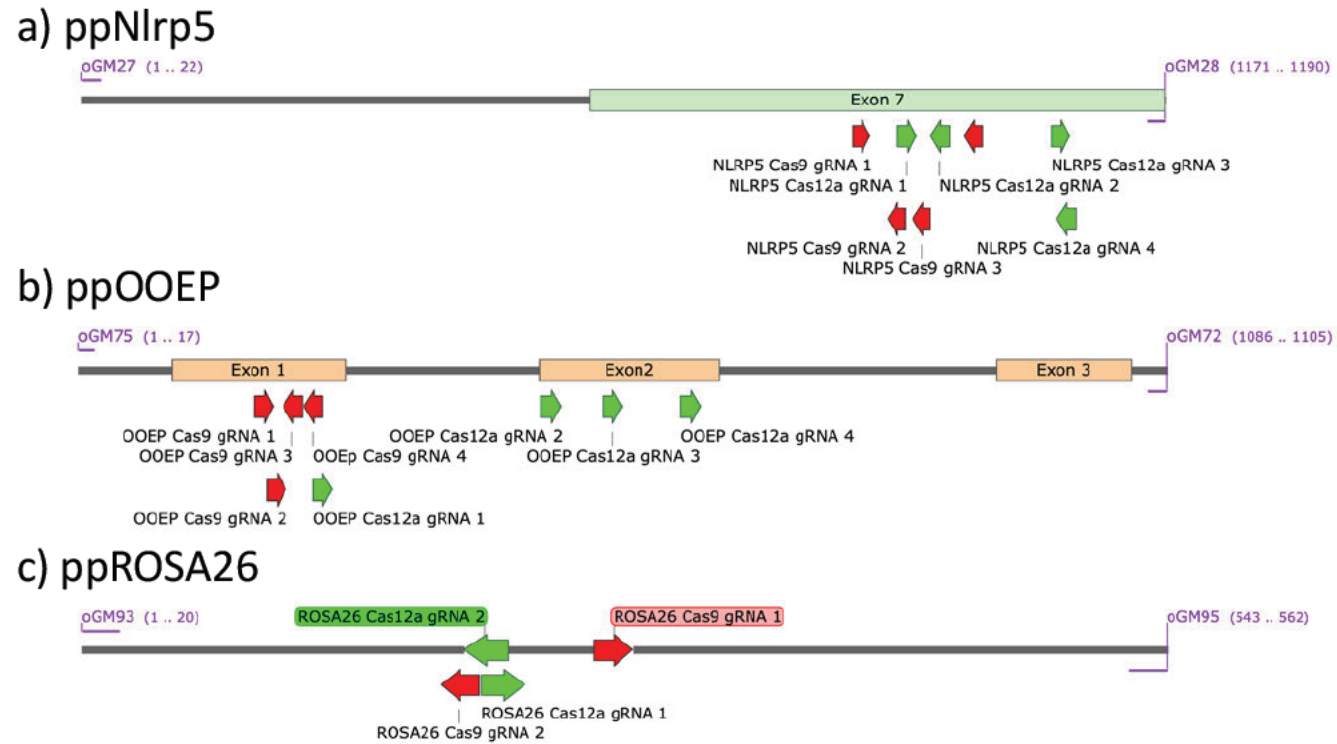 a) ppNlrp5
oGM27 (1 .. 22)
oGM28 (1171 .. 1190)
Exon 7
NLRP5 Cas9 gRNA 1
NLRP5 Cas12a gRNA 3
NLRP5 Cas12a gRNA 1
NLRP5 Cas12a gRNA 2
NLRP5 Cas9 gRNA 2
NLRP5 Cas12a gRNA 4
NLRP5 Cas9 gRNA 3
b) ppOOEP
oGM75 (1 .. 17)
oGM72 (1086 .. 1105)
Exon 1
Exon2
Exon 3
OOEP Cas9 gRNA 1
OOEP Cas12a gRNA 2
OOEP Cas12a gRNA 4
OOEP Cas9 gRNA 3
OOEp Cas9 gRNA 4
OOEP Cas12a gRNA 3
OOEP Cas9 gRNA 2
OOEP Cas12a gRNA 1
c) ppROSA26
oGM93 (1 .. 20)
ROSA26 Cas12a gRNA 2
ROSA26 Cas9 gRNA 1
oGM95 (543 .. 562)
ROSA26 Cas12a gRNA 1
ROSA26 Cas9 gRNA 2